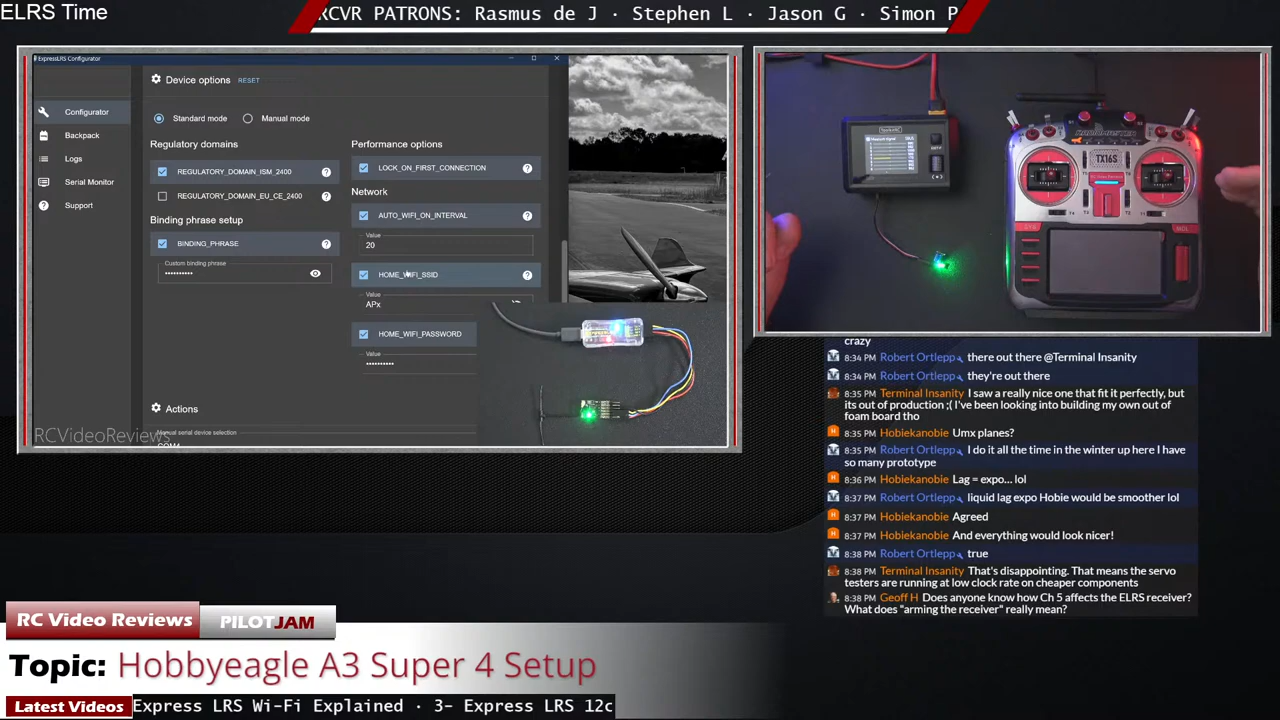 ELRS Time
RCVR PATRONS: Rasmus de J · Stephen L · Jason G · Simon P
ExpressLRS Configurator
Configurator
Backpack
Logs
Serial Monitor
Support
Device options RESET
Standard mode Manual mode
Regulatory domains
REGULATORY_DOMAIN_ISM_2400
REGULATORY_DOMAIN_EU_CE_2400
Binding phrase setup
BINDING_PHRASE
Custom binding phrase
••••••••••
Performance options
LOCK_ON_FIRST_CONNECTION
Network
AUTO_WIFI_ON_INTERVAL
Value
20
HOME_WIFI_SSID
Value
APx
HOME_WIFI_PASSWORD
Value
••••••••••
Actions
Manual serial device selection
COM4
RCVideoReviews
TX16S
crazy
8:34 PM Robert Ortlepp there out there @Terminal Insanity
8:34 PM Robert Ortlepp they're out there
8:35 PM Terminal Insanity I saw a really nice one that fit it perfectly, but
its out of production ;( I've been looking into building my own out of
foam board tho
8:35 PM Hobiekanobie Umx planes?
8:35 PM Robert Ortlepp I do it all the time in the winter up here I have
so many prototype
8:36 PM Hobiekanobie Lag = expo... lol
8:37 PM Robert Ortlepp liquid lag expo Hobie would be smoother lol
8:37 PM Hobiekanobie Agreed
8:37 PM Hobiekanobie And everything would look nicer!
8:38 PM Robert Ortlepp true
8:38 PM Terminal Insanity That's disappointing. That means the servo
testers are running at low clock rate on cheaper components
8:38 PM Geoff H Does anyone know how Ch 5 affects the ELRS receiver?
What does "arming the receiver" really mean?
RC Video Reviews PILOTJAM
Topic: Hobbyeagle A3 Super 4 Setup
Latest Videos Express LRS Wi-Fi Explained · 3- Express LRS 12c